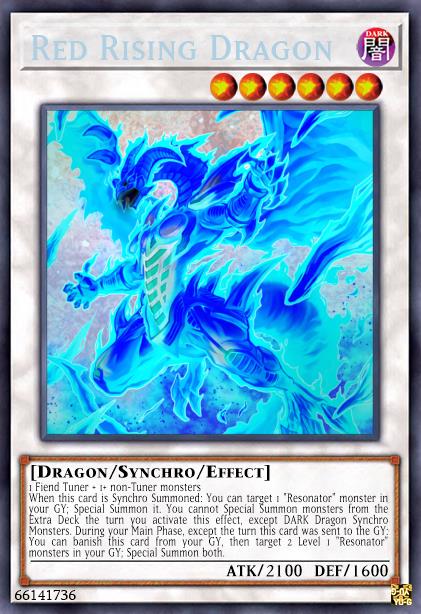 Red Rising Dragon
DARK
闇
[Dragon/Synchro/Effect]
1 Fiend Tuner + 1+ non-Tuner monsters
When this card is Synchro Summoned: You can target 1 "Resonator" monster in
your GY; Special Summon it. You cannot Special Summon monsters from the
Extra Deck the turn you activate this effect, except DARK Dragon Synchro
Monsters. During your Main Phase, except the turn this card was sent to the GY:
You can banish this card from your GY, then target 2 Level 1 "Resonator"
monsters in your GY; Special Summon both.
ATK/2100 DEF/1600
66141736